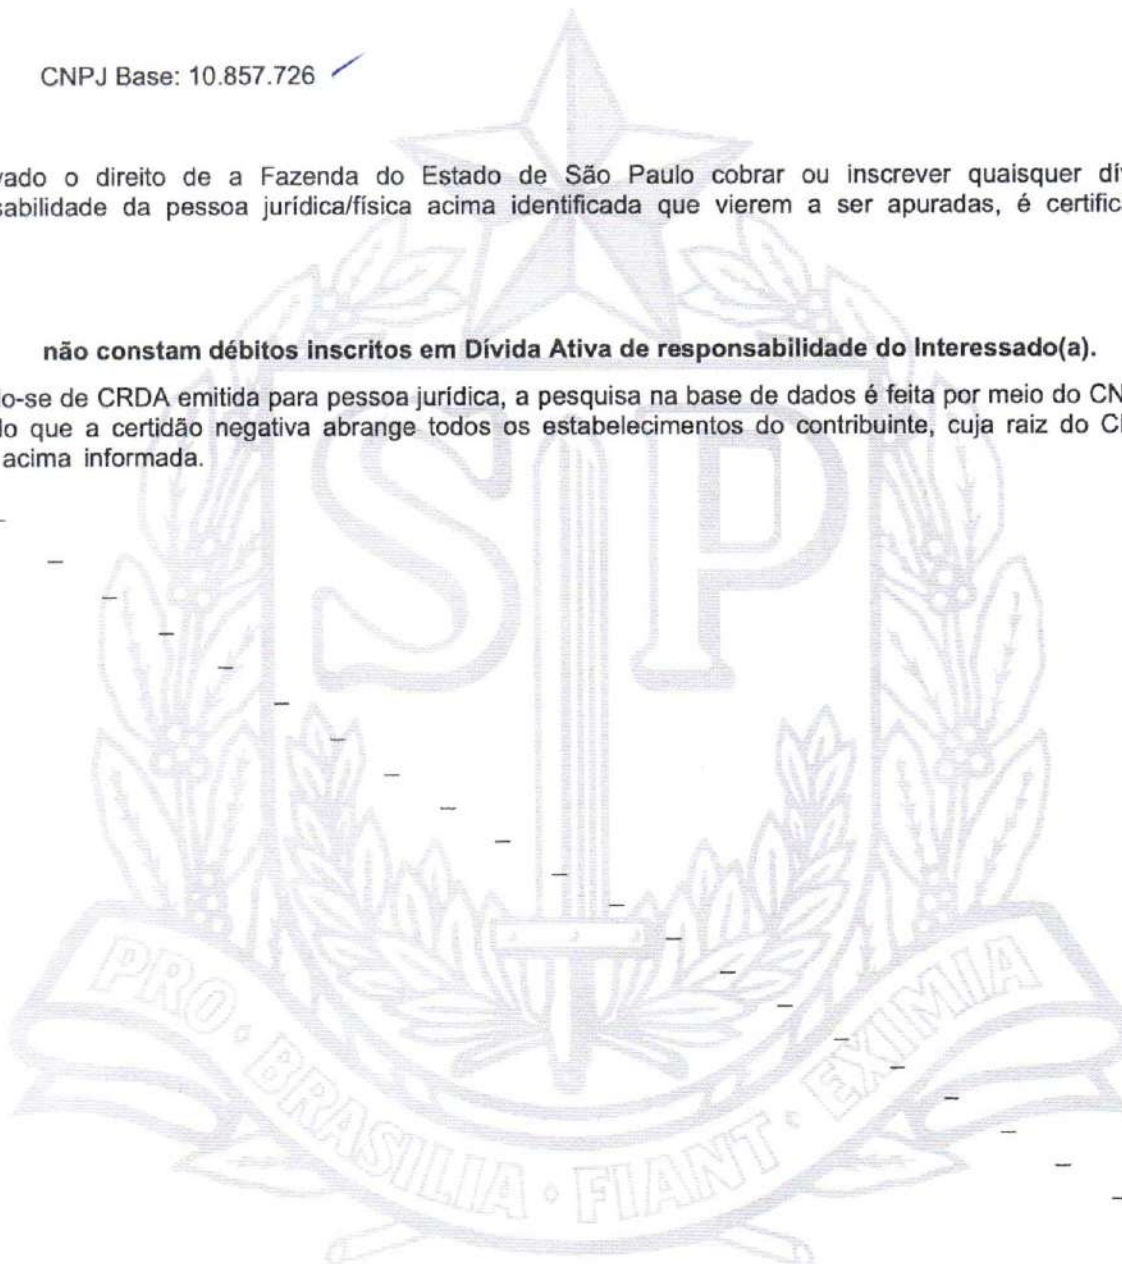 CNPJ Base: 10.857.726
vado o direito de a Fazenda do Estado de São Paulo cobrar ou inscrever quaisquer dív
sabilidade da pessoa jurídica/física acima identificada que vierem a ser apuradas, é certific
não constam débitos inscritos em Dívida Ativa de responsabilidade do Interessado(a).
o-se de CRDA emitida para pessoa jurídica, a pesquisa na base de dados é feita por meio do CN
do que a certidão negativa abrange todos os estabelecimentos do contribuinte, cuja raiz do C
acima informada.
SP
PRO · BRASILIA · FIANT · EXIMIA